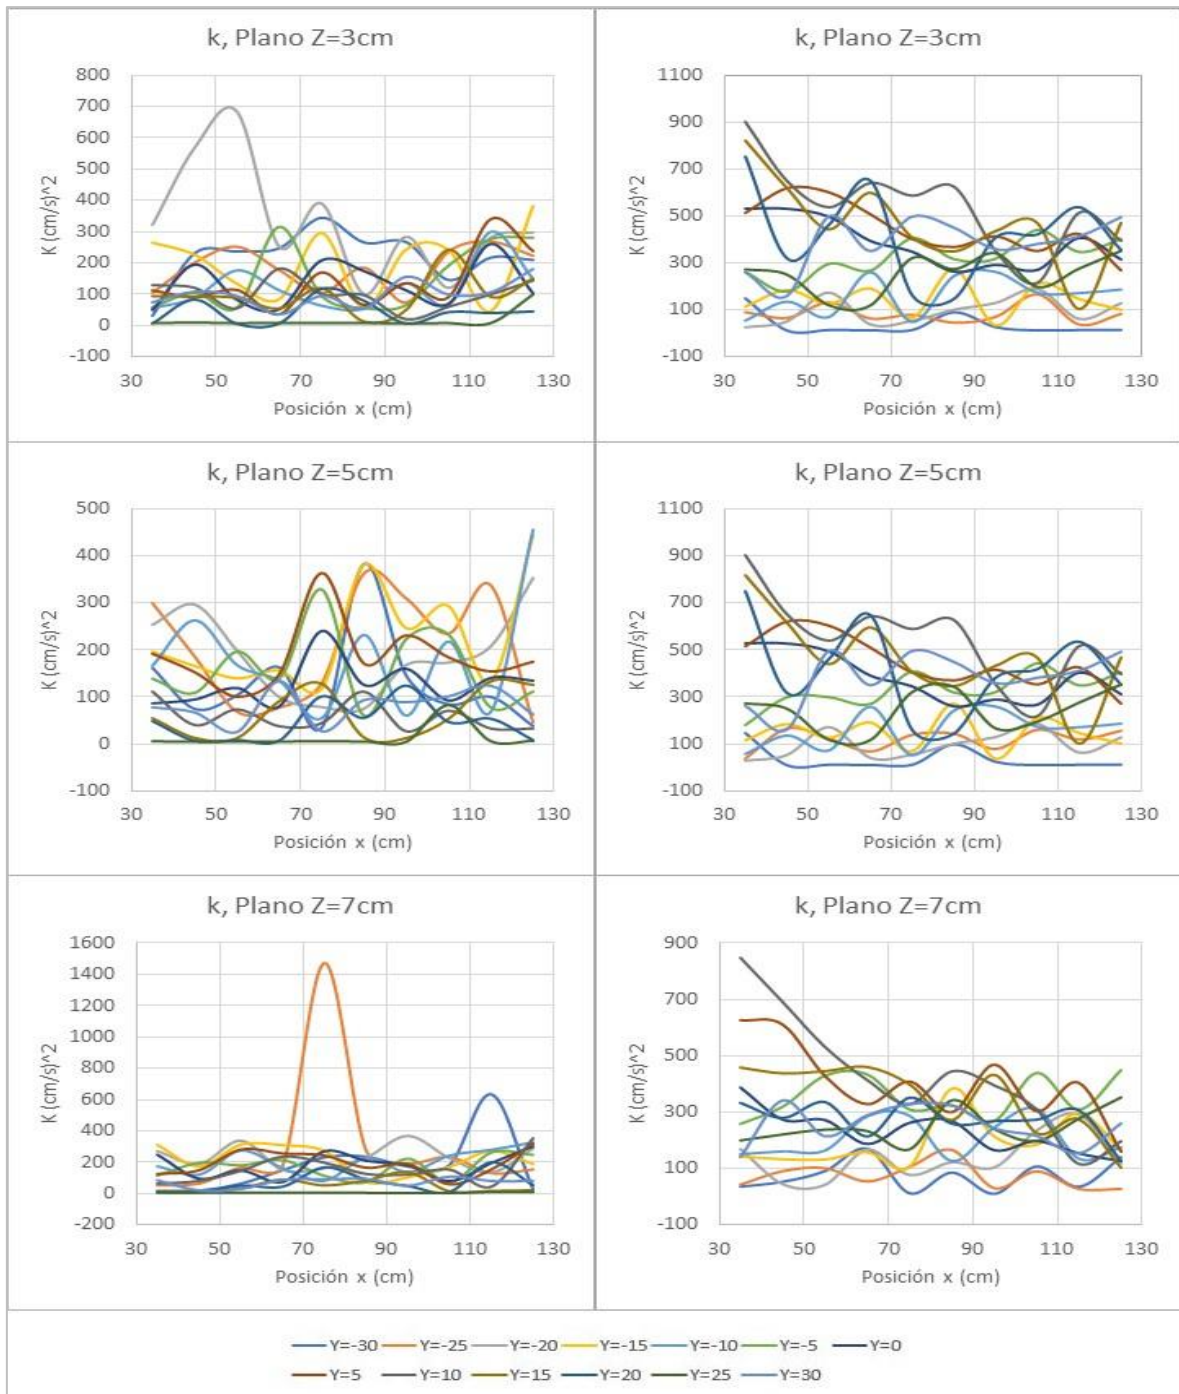 k, Plano Z=3cm
800
700
600
500
400
300
200
100
0
-100
K (cm/s)^2
30 50 70 90 110 130
Posición x (cm)
k, Plano Z=3cm
1100
900
700
500
300
100
-100
K (cm/s)^2
30 50 70 90 110 130
Posición x (cm)
k, Plano Z=5cm
500
400
300
200
100
0
-100
K (cm/s)^2
30 50 70 90 110 130
Posición x (cm)
k, Plano Z=5cm
1100
900
700
500
300
100
-100
K (cm/s)^2
30 50 70 90 110 130
Posición x (cm)
k, Plano Z=7cm
1600
1400
1200
1000
800
600
400
200
0
-200
K (cm/s)^2
30 50 70 90 110 130
Posición x (cm)
k, Plano Z=7cm
900
700
500
300
100
-100
K (cm/s)^2
30 50 70 90 110 130
Posición x (cm)
Y=-30 Y=-25 Y=-20 Y=-15 Y=-10 Y=-5 Y=0
Y=5 Y=10 Y=15 Y=20 Y=25 Y=30